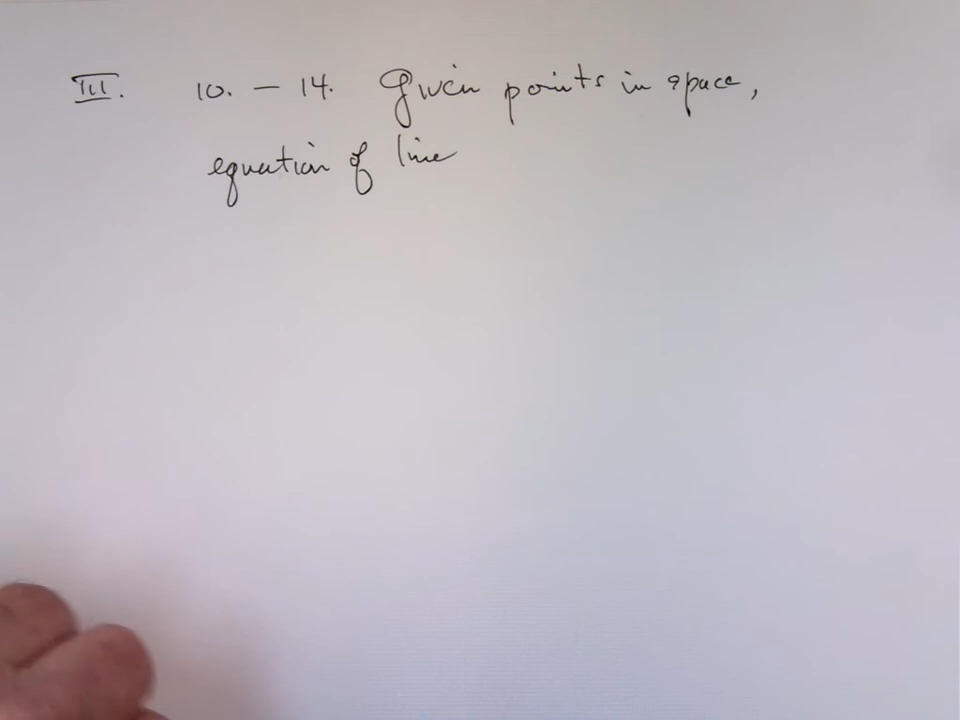 III. 10. – 14. Given points in space,
equation of line